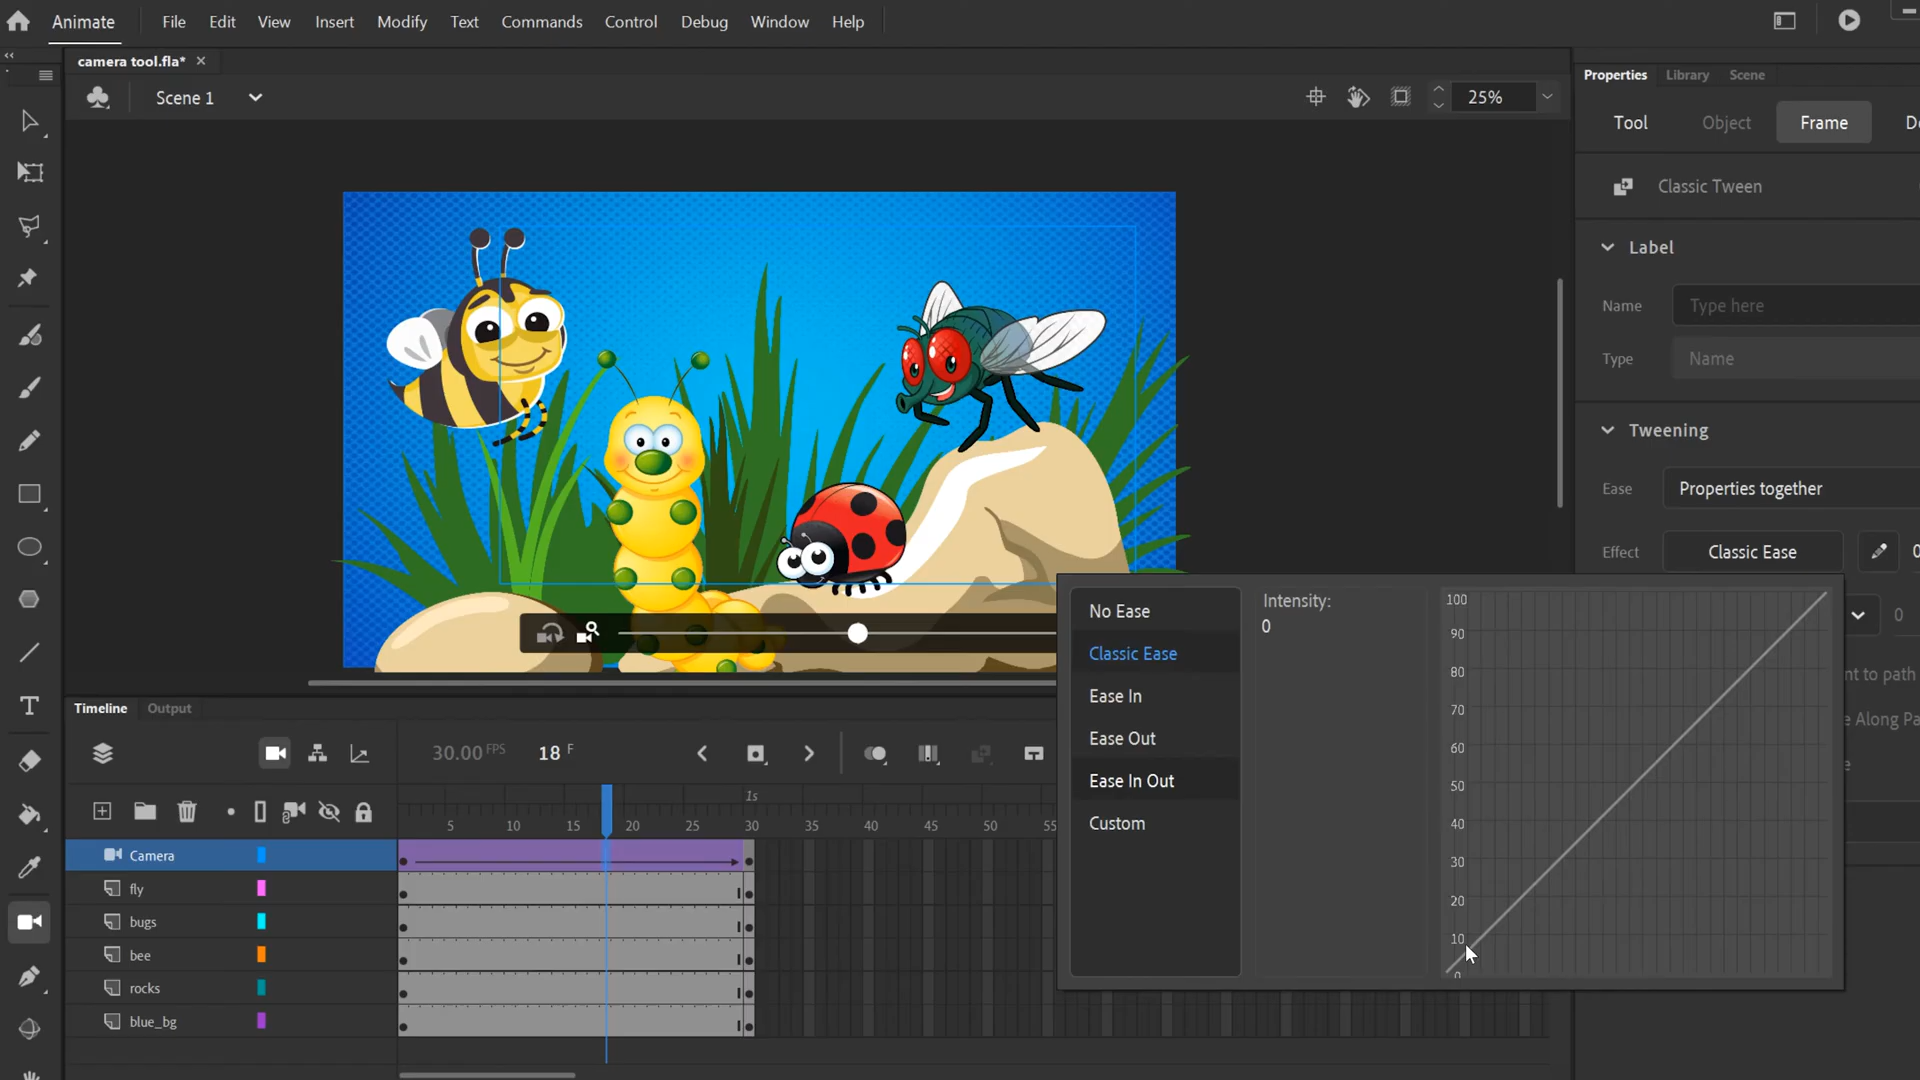 Animate File Edit View Insert Modify Text Commands Control Debug Window Help
camera tool.fla*
Properties Library Scene
Scene 1
25%
Tool Object Frame
Classic Tween
Label
Name Type here
Type Name
Tweening
Ease Properties together
Effect Classic Ease
No Ease
Classic Ease
Ease In
Ease Out
Ease In Out
Custom
Intensity:
0
100
90
80
70
60
50
40
30
20
10
0
0
nt to path
e Along Pa
Timeline Output
30.00 FPS 18 F
1s
5 10 15 20 25 30 35 40 45 50 55
Camera
fly
bugs
bee
rocks
blue_bg